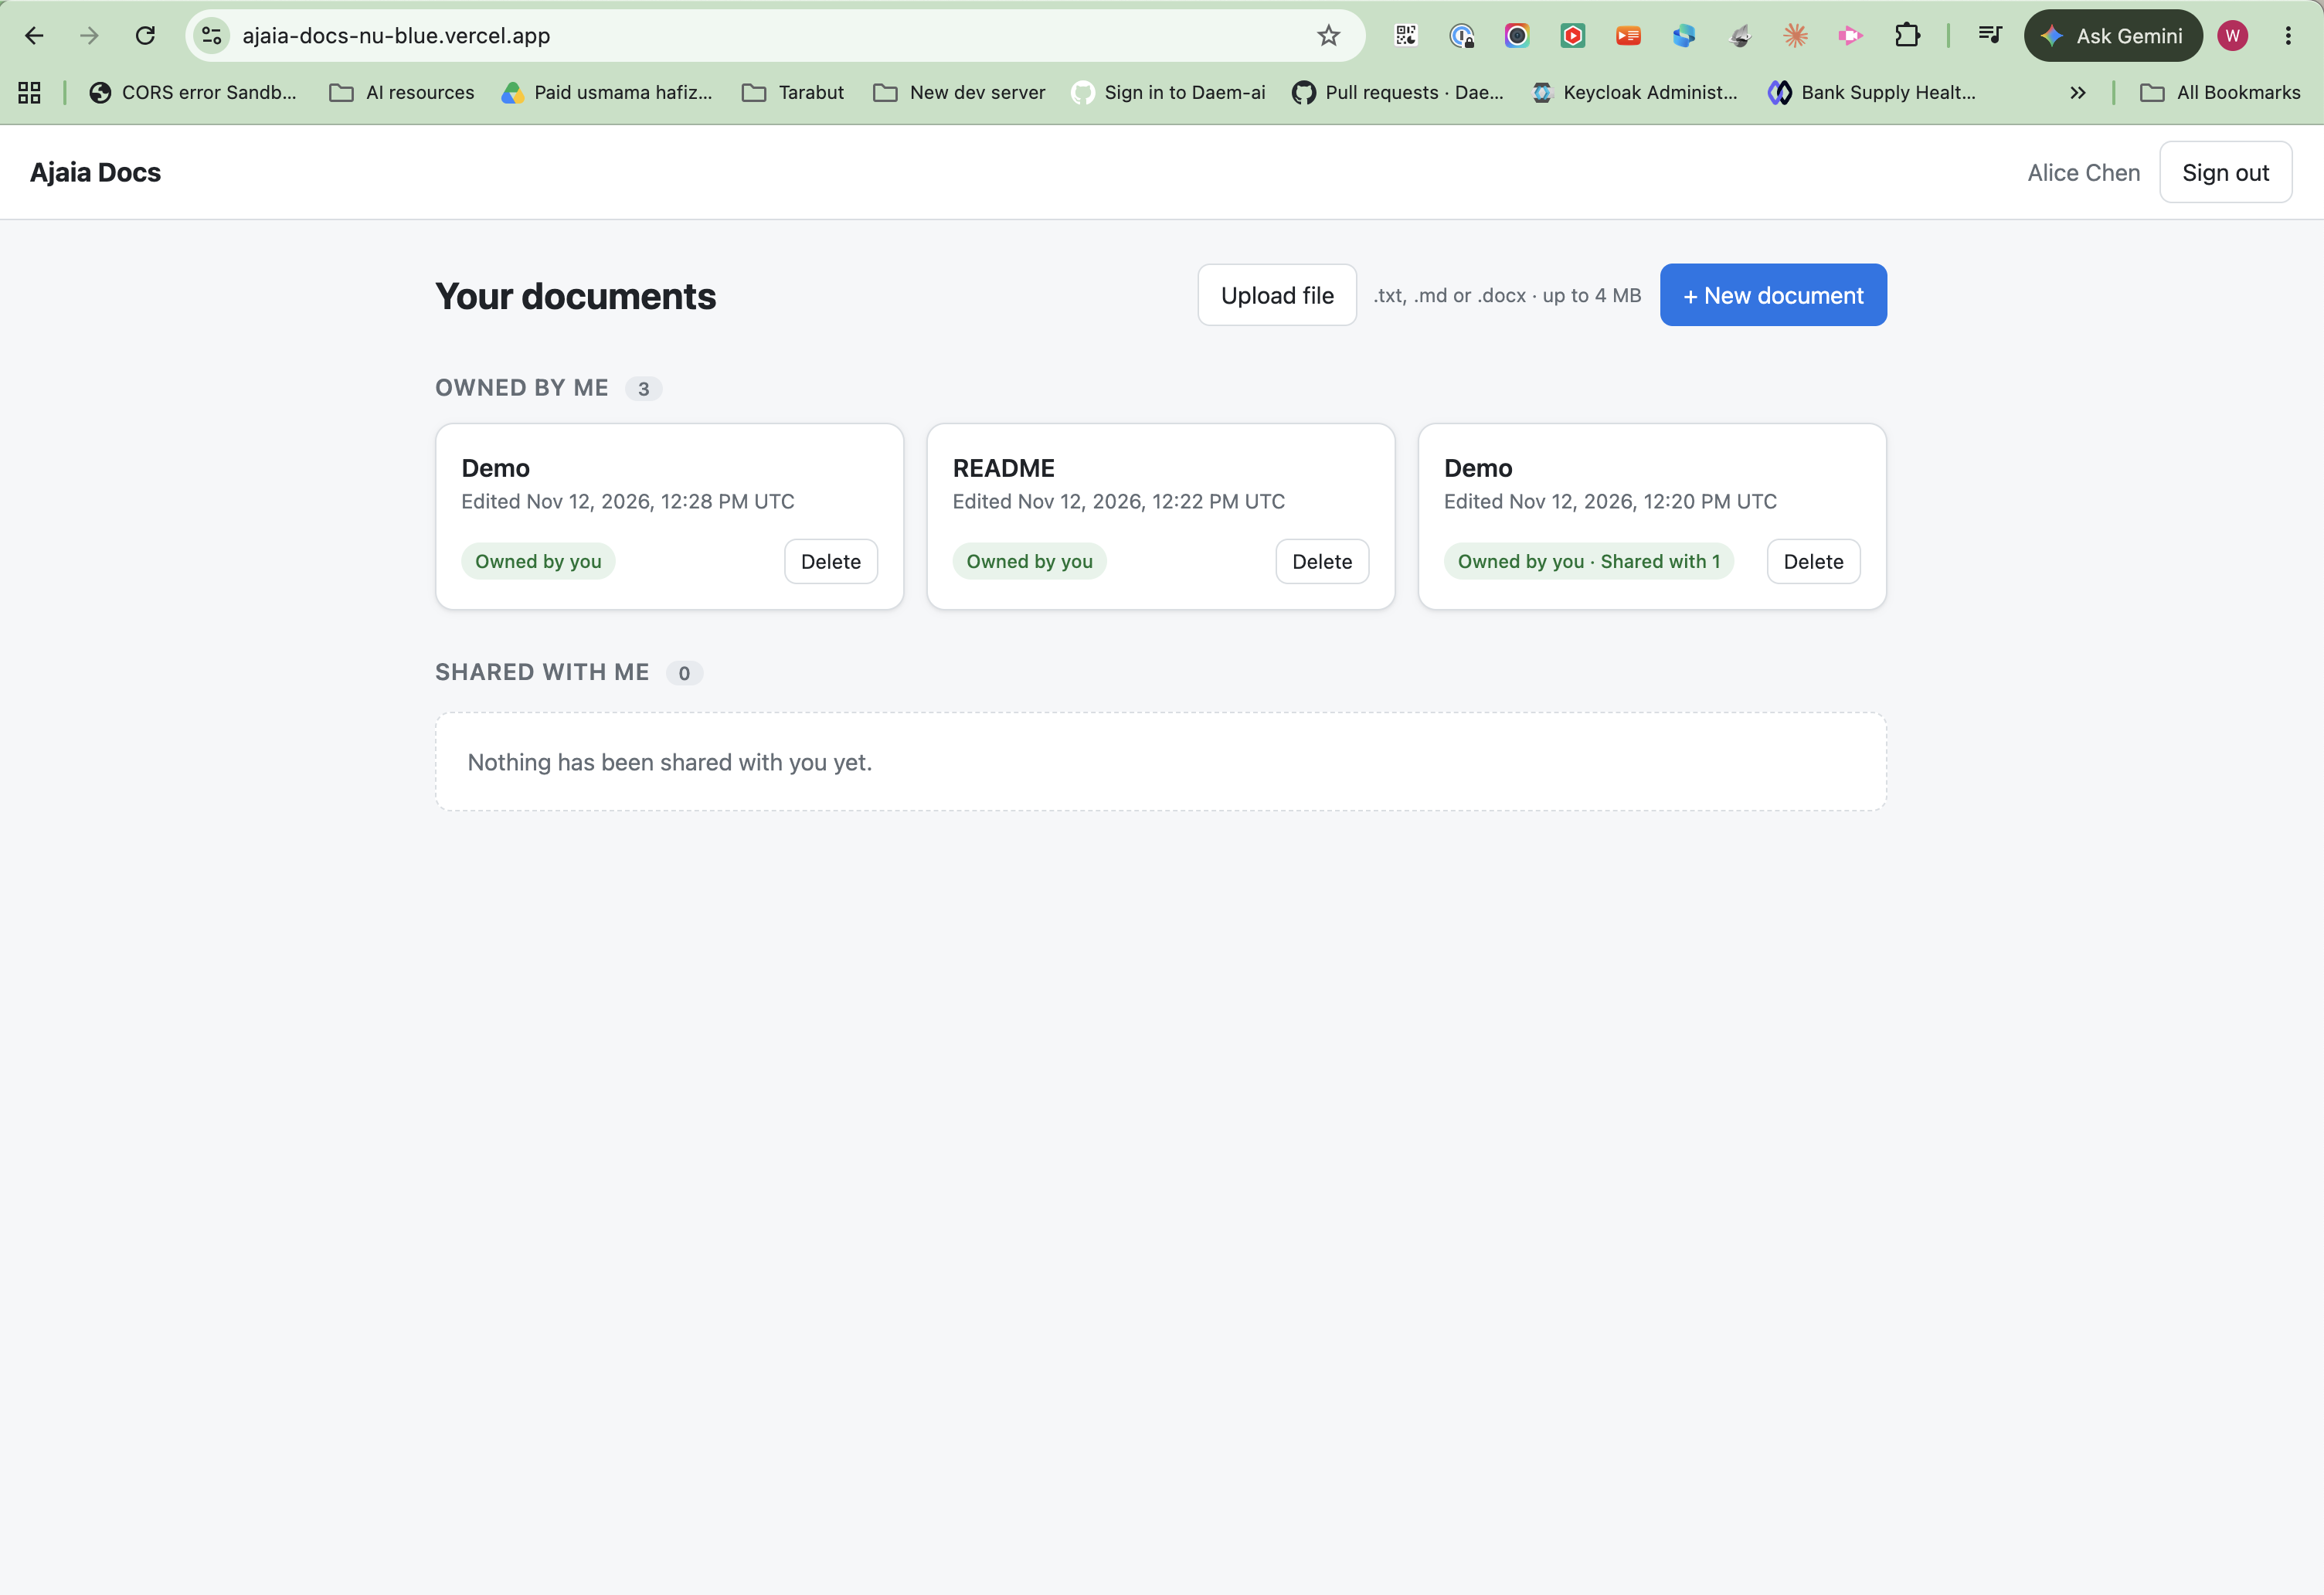 ajaia-docs-nu-blue.vercel.app
Ask Gemini
W
CORS error Sandb...
AI resources
Paid usmama hafiz...
Tarabut
New dev server
Sign in to Daem-ai
Pull requests · Dae...
Keycloak Administ...
Bank Supply Healt...
All Bookmarks
Ajaia Docs
Alice Chen
Sign out
Your documents
Upload file
.txt, .md or .docx · up to 4 MB
+ New document
OWNED BY ME 3
Demo
Edited Nov 12, 2026, 12:28 PM UTC
Owned by you
Delete
README
Edited Nov 12, 2026, 12:22 PM UTC
Owned by you
Delete
Demo
Edited Nov 12, 2026, 12:20 PM UTC
Owned by you · Shared with 1
Delete
SHARED WITH ME 0
Nothing has been shared with you yet.